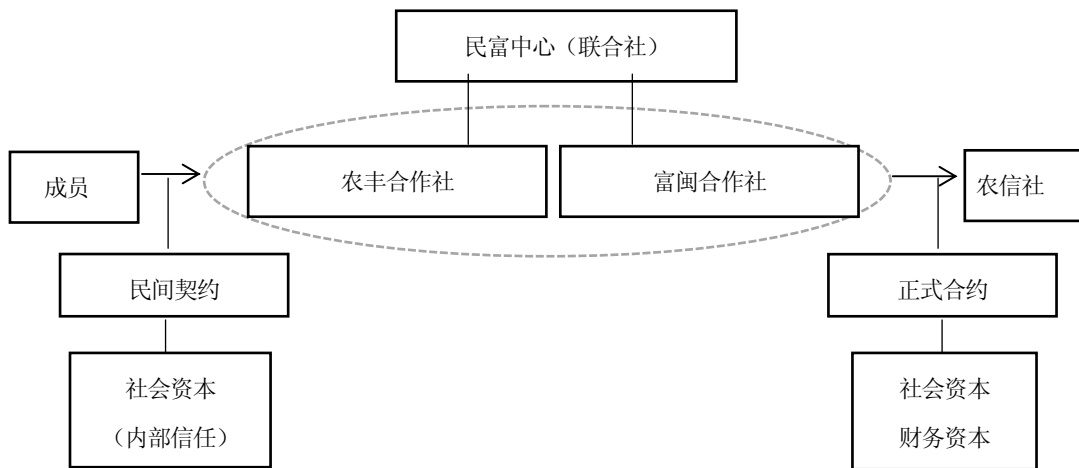 民富中心（联合社）
成员
农丰合作社
富闽合作社
农信社
民间契约
正式合约
社会资本
（内部信任）
社会资本
财务资本